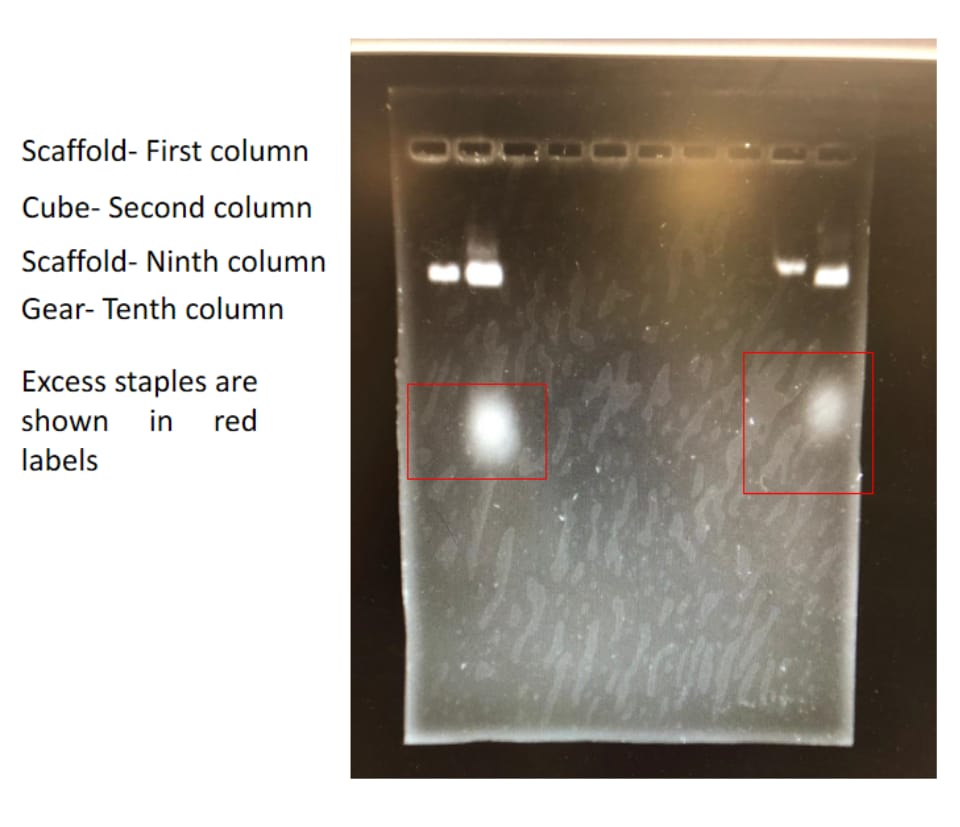 Scaffold- First column
Cube- Second column
Scaffold- Ninth column
Gear- Tenth column
Excess staples are
shown in red
labels